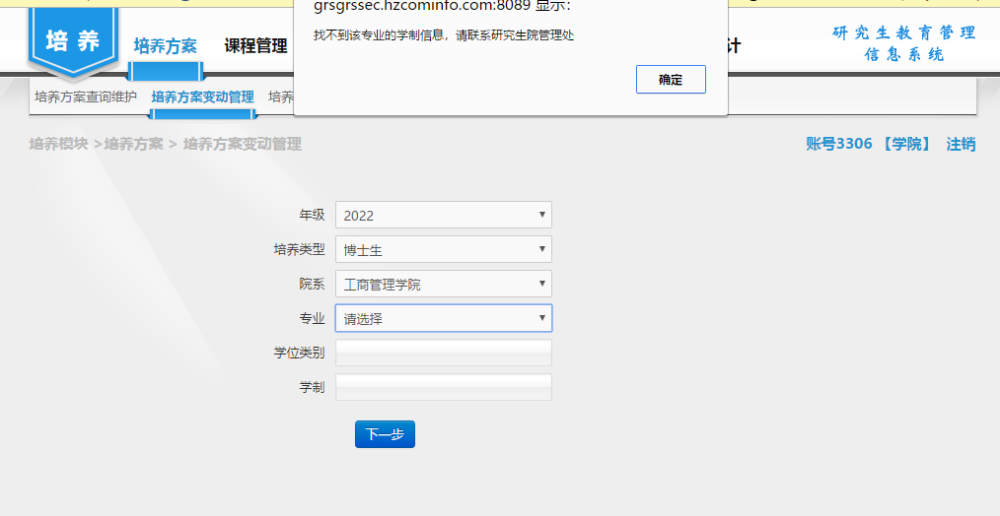 grsgrssec.hzcominfo.com:8089 显示：
找不到该专业的学制信息，请联系研究生院管理处
确定
培养
培养方案
课程管理
计
研究生教育管理
信息系统
培养方案查询维护
培养方案变动管理
培养
培养模块 >培养方案 > 培养方案变动管理
账号3306 【学院】 注销
年级 2022
培养类型 博士生
院系 工商管理学院
专业 请选择
学位类别
学制
下一步